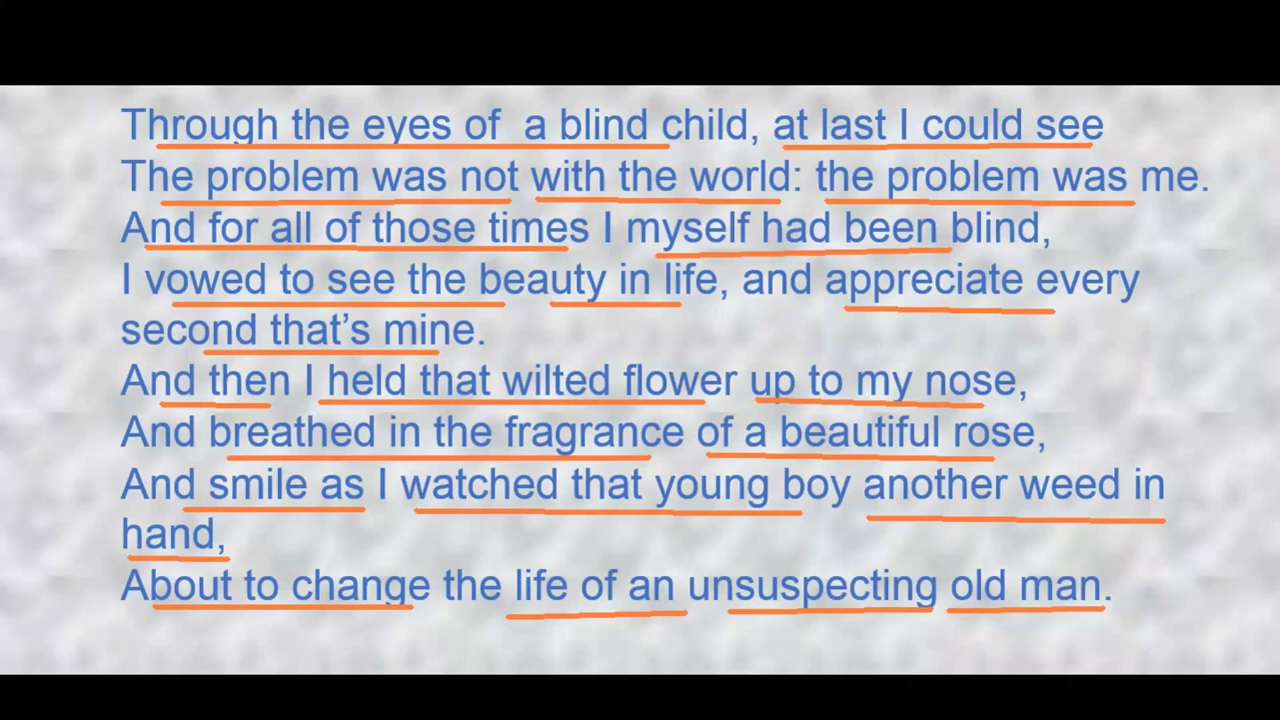 Through the eyes of a blind child, at last I could see
The problem was not with the world: the problem was me.
And for all of those times I myself had been blind,
I vowed to see the beauty in life, and appreciate every
second that’s mine.
And then I held that wilted flower up to my nose,
And breathed in the fragrance of a beautiful rose,
And smile as I watched that young boy another weed in
hand,
About to change the life of an unsuspecting old man.